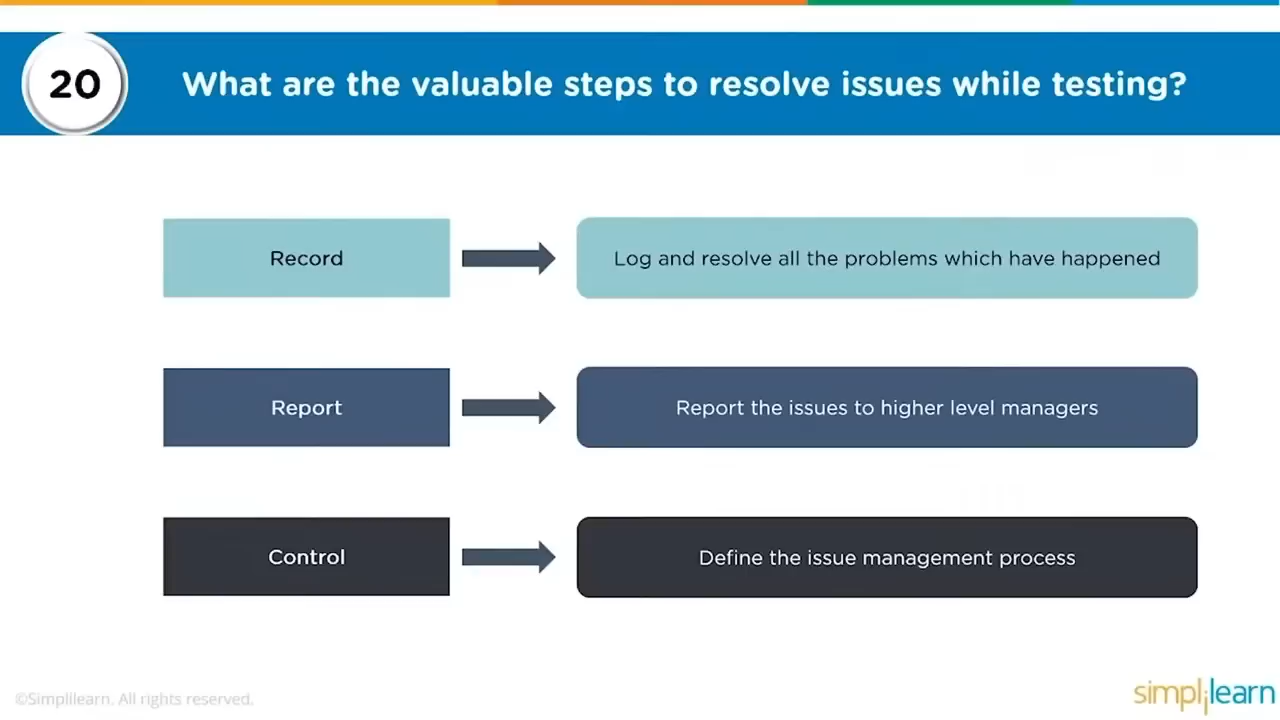 20
What are the valuable steps to resolve issues while testing?
Record
Log and resolve all the problems which have happened
Report
Report the issues to higher level managers
Control
Define the issue management process
©Simplilearn. All rights reserved.
simplilearn